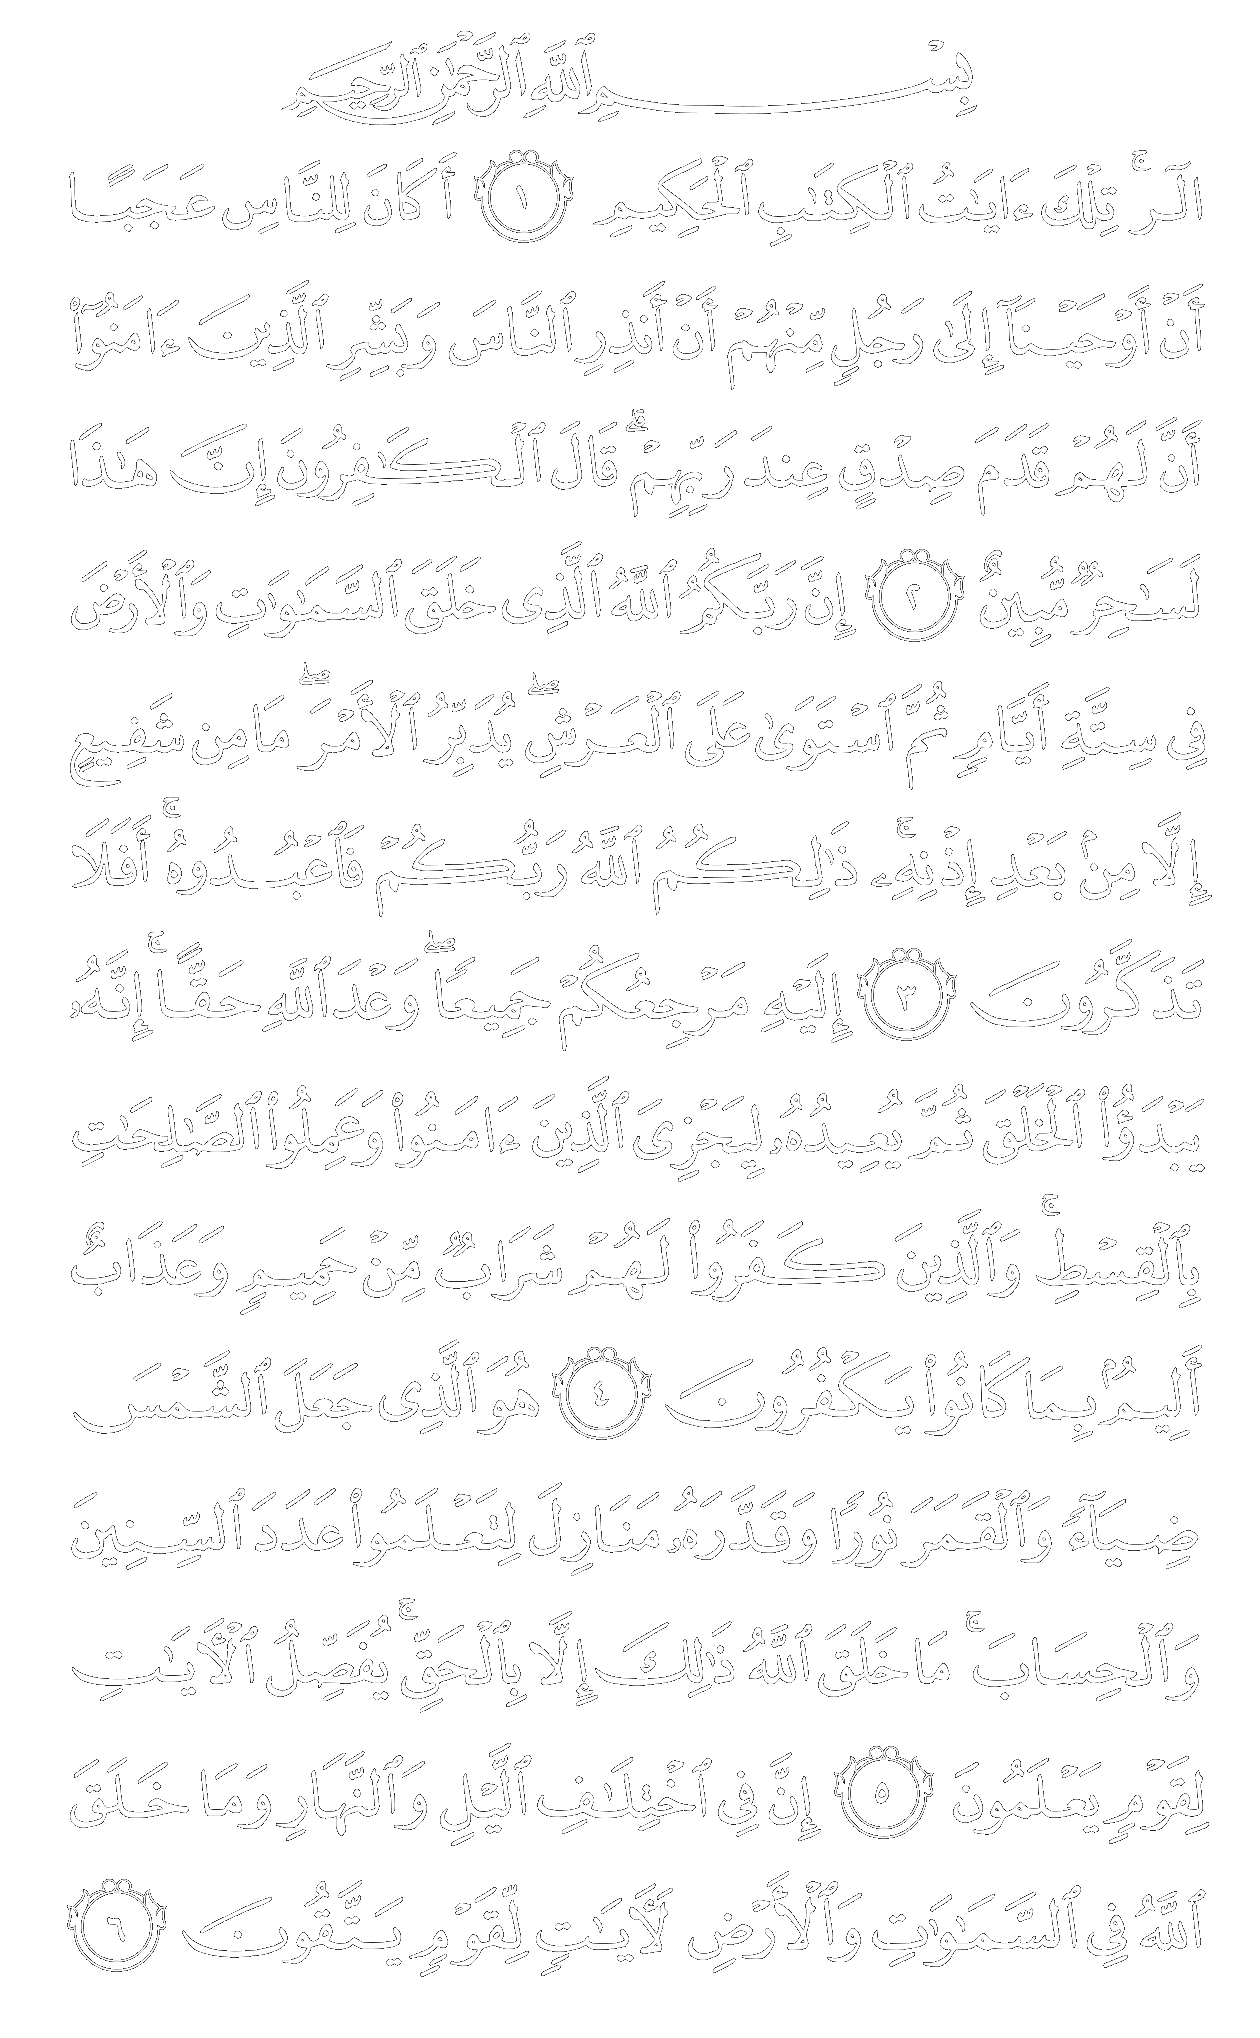 بِسْمِ ٱللَّهِ ٱلرَّحْمَٰنِ ٱلرَّحِيمِ
الٓر ۚ تِلْكَ ءَايَٰتُ ٱلْكِتَٰبِ ٱلْحَكِيمِ ١ أَكَانَ لِلنَّاسِ عَجَبًا
أَنْ أَوْحَيْنَآ إِلَىٰ رَجُلٍ مِّنْهُمْ أَنْ أَنذِرِ ٱلنَّاسَ وَبَشِّرِ ٱلَّذِينَ ءَامَنُوٓا۟
أَنَّ لَهُمْ قَدَمَ صِدْقٍ عِندَ رَبِّهِمْ ۗ قَالَ ٱلْكَٰفِرُونَ إِنَّ هَٰذَا
لَسَٰحِرٌ مُّبِينٌ ٢ إِنَّ رَبَّكُمُ ٱللَّهُ ٱلَّذِى خَلَقَ ٱلسَّمَٰوَٰتِ وَٱلْأَرْضَ
فِى سِتَّةِ أَيَّامٍ ثُمَّ ٱسْتَوَىٰ عَلَى ٱلْعَرْشِ ۖ يُدَبِّرُ ٱلْأَمْرَ ۖ مَا مِن شَفِيعٍ
إِلَّا مِنۢ بَعْدِ إِذْنِهِۦ ۚ ذَٰلِكُمُ ٱللَّهُ رَبُّكُمْ فَٱعْبُدُوهُ ۚ أَفَلَا
تَذَكَّرُونَ ٣ إِلَيْهِ مَرْجِعُكُمْ جَمِيعًا ۖ وَعْدَ ٱللَّهِ حَقًّا ۚ إِنَّهُۥ
يَبْدَؤُا۟ ٱلْخَلْقَ ثُمَّ يُعِيدُهُۥ لِيَجْزِىَ ٱلَّذِينَ ءَامَنُوا۟ وَعَمِلُوا۟ ٱلصَّٰلِحَٰتِ
بِٱلْقِسْطِ ۚ وَٱلَّذِينَ كَفَرُوا۟ لَهُمْ شَرَابٌ مِّنْ حَمِيمٍ وَعَذَابٌ
أَلِيمٌۢ بِمَا كَانُوا۟ يَكْفُرُونَ ٤ هُوَ ٱلَّذِى جَعَلَ ٱلشَّمْسَ
ضِيَآءً وَٱلْقَمَرَ نُورًا وَقَدَّرَهُۥ مَنَازِلَ لِتَعْلَمُوا۟ عَدَدَ ٱلسِّنِينَ
وَٱلْحِسَابَ ۚ مَا خَلَقَ ٱللَّهُ ذَٰلِكَ إِلَّا بِٱلْحَقِّ ۚ يُفَصِّلُ ٱلْـَٔايَٰتِ
لِقَوْمٍ يَعْلَمُونَ ٥ إِنَّ فِى ٱخْتِلَٰفِ ٱلَّيْلِ وَٱلنَّهَارِ وَمَا خَلَقَ
ٱللَّهُ فِى ٱلسَّمَٰوَٰتِ وَٱلْأَرْضِ لَـَٔايَٰتٍ لِّقَوْمٍ يَتَّقُونَ ٦